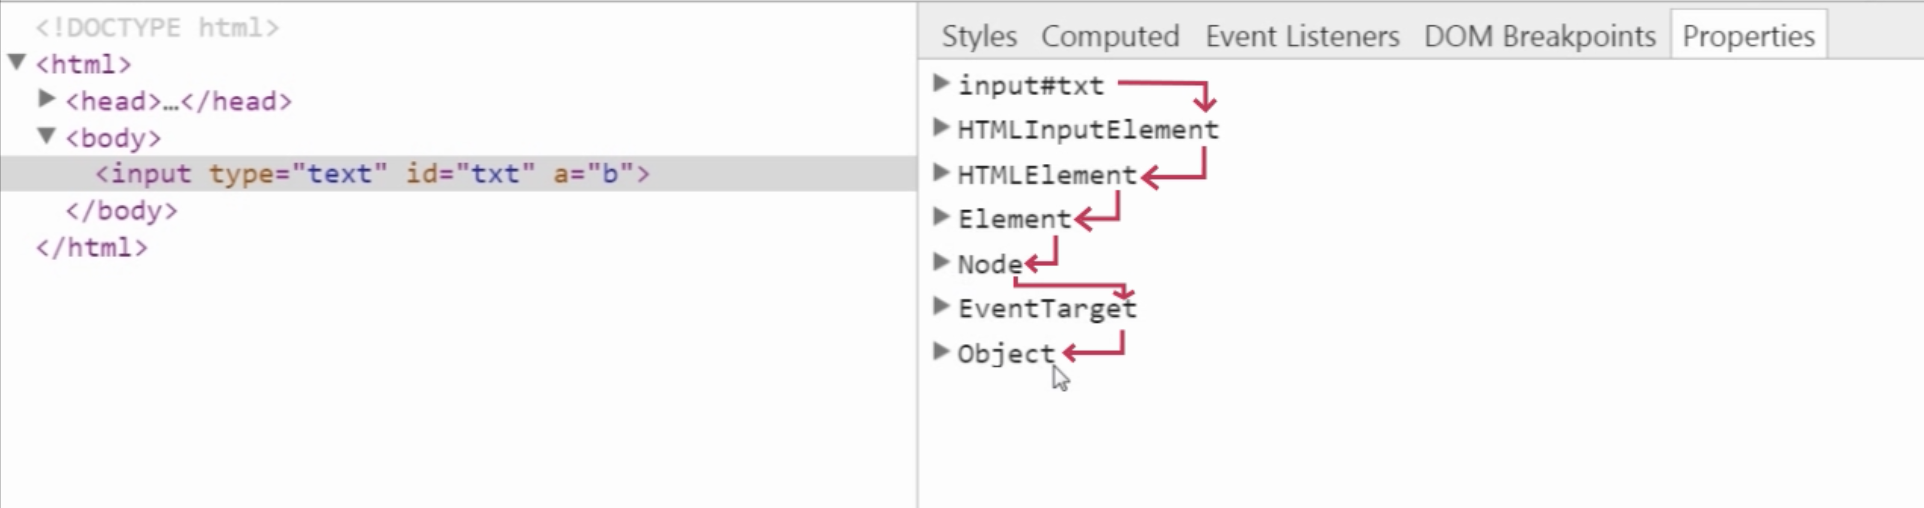 <!DOCTYPE html>
<html>
<head>…</head>
<body>
<input type="text" id="txt" a="b">
</body>
</html>
Styles Computed Event Listeners DOM Breakpoints Properties
input#txt
HTMLInputElement
HTMLElement
Element
Node
EventTarget
Object